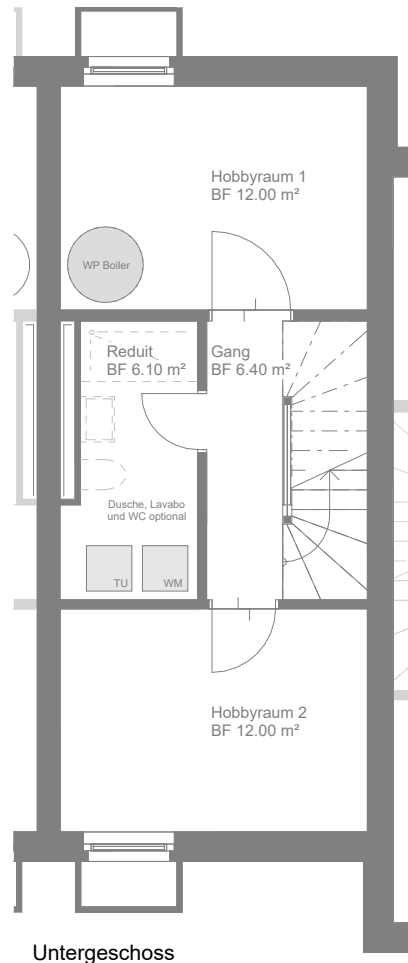 Hobbyraum 1
BF 12.00 m²
WP Boiler
Reduit
BF 6.10 m²
Gang
BF 6.40 m²
Dusche, Lavabo
und WC optional
TU
WM
Hobbyraum 2
BF 12.00 m²
Untergeschoss